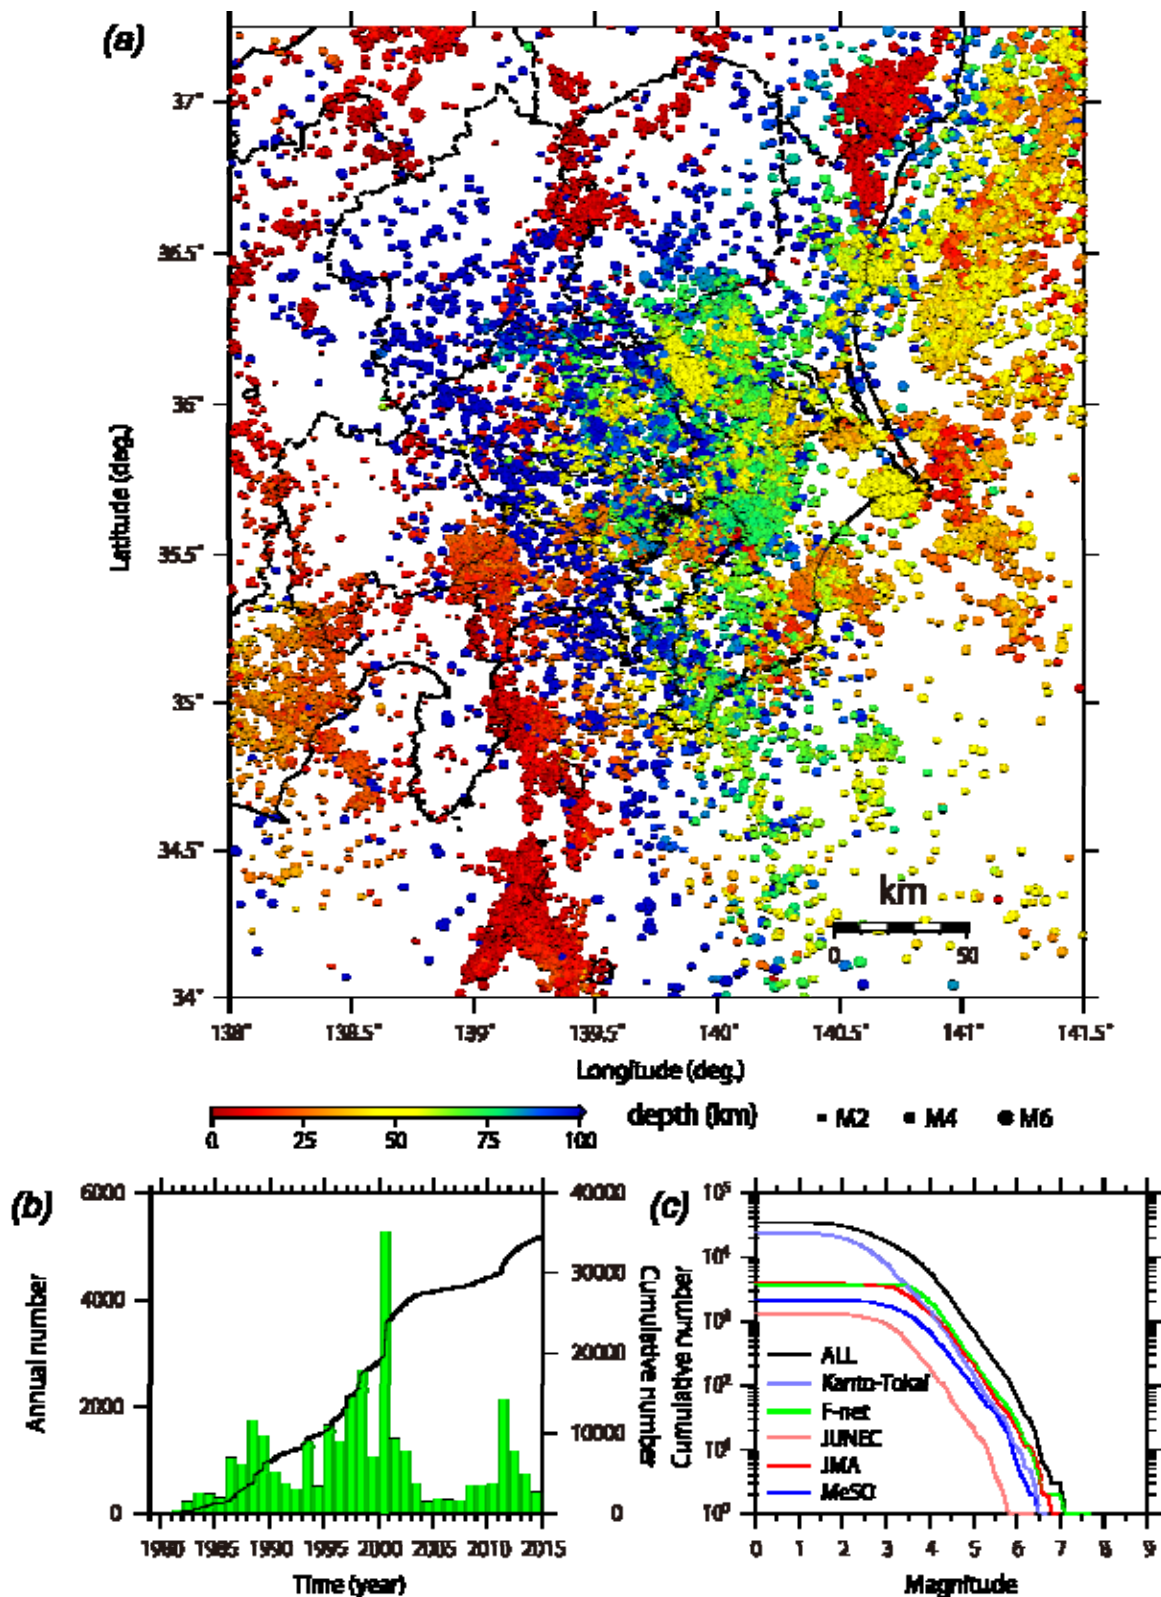 (a)
37°
36.5°
36°
35.5°
35°
34.5°
34°
Latitude (deg.)
km
0 50
138° 138.5° 139° 139.5° 140° 140.5° 141° 141.5°
Longitude (deg.)
depth (km) M2 M4 M6
0 25 50 75 100
(b)
6000
4000
2000
0
Annual number
40000
30000
20000
10000
0
Cumulative number
1980 1985 1990 1995 2000 2005 2010 2015
Time (year)
(c)
10⁵
10⁴
10³
10²
10¹
10⁰
Cumulative number
ALL
Kanto-Tokai
F-net
JUNEC
JMA
MeSO
0 1 2 3 4 5 6 7 8 9
Magnitude